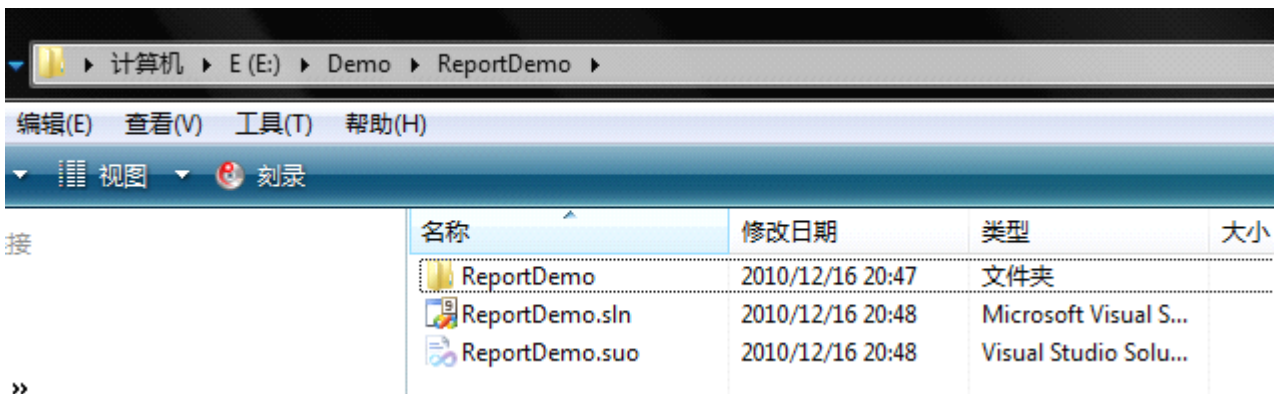 计算机 E (E:) Demo ReportDemo
编辑(E) 查看(V) 工具(T) 帮助(H)
视图 刻录
名称 修改日期 类型 大小
接
ReportDemo 2010/12/16 20:47 文件夹
ReportDemo.sln 2010/12/16 20:48 Microsoft Visual S...
ReportDemo.suo 2010/12/16 20:48 Visual Studio Solu...
»